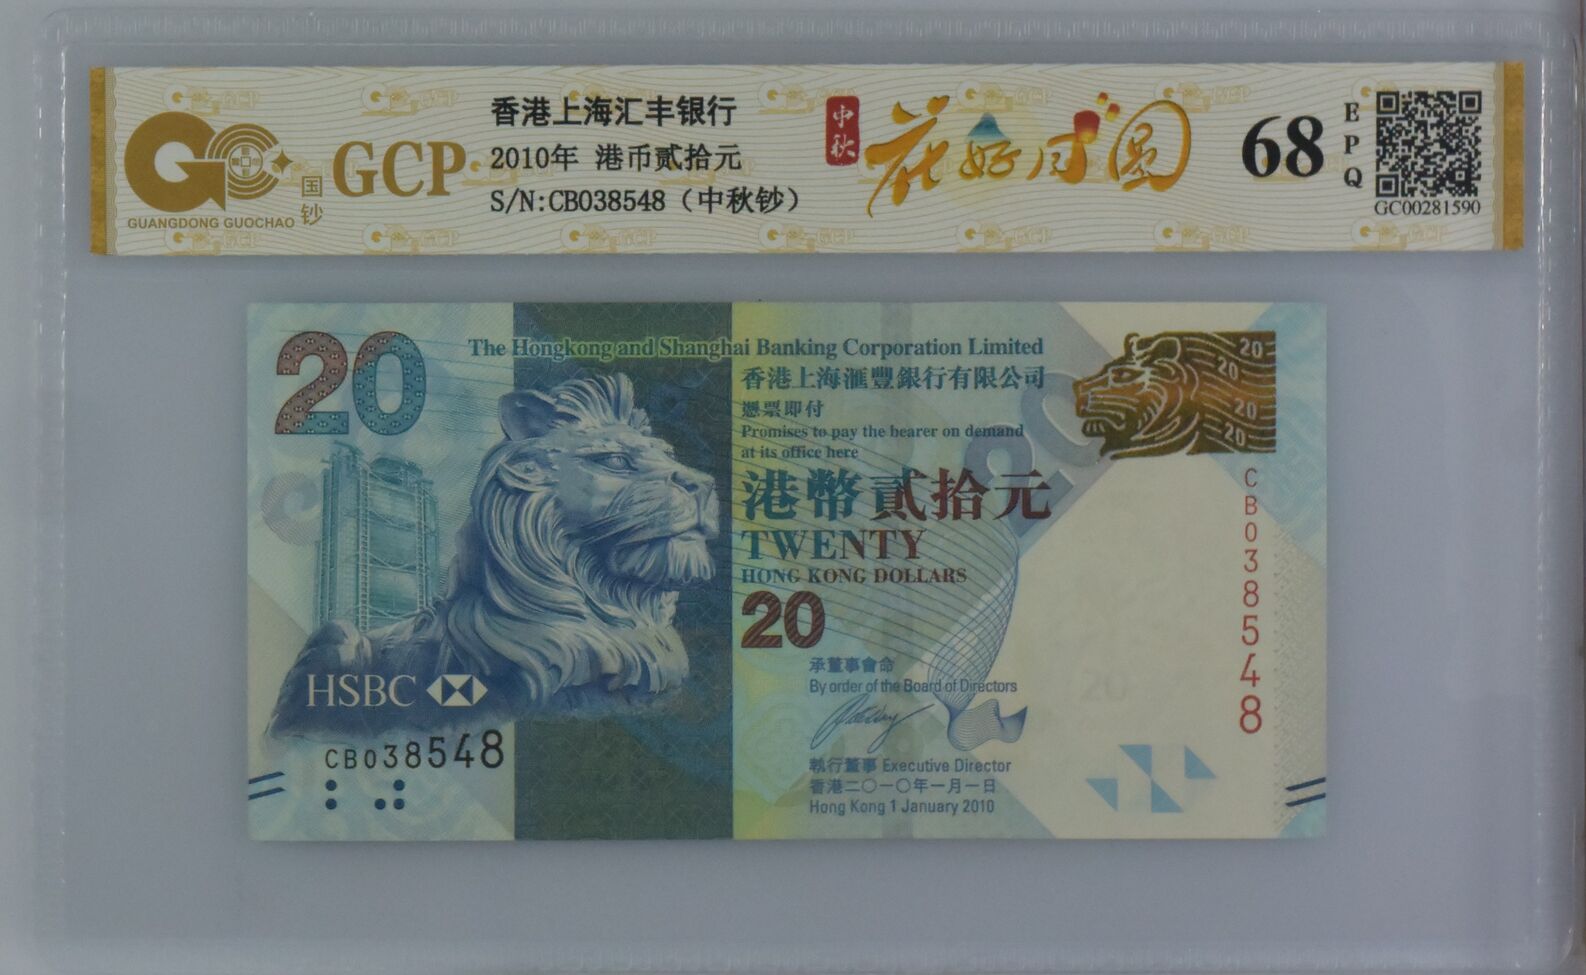 GUANGDONG GUOCHAO
国钞
GCP
香港上海汇丰银行
2010年 港币贰拾元
S/N:CB038548（中秋钞）
中秋
花好月圆
68
EPQ
GC00281590
20
The Hongkong and Shanghai Banking Corporation Limited
香港上海滙豐銀行有限公司
憑票即付
Promises to pay the bearer on demand
at its office here
港幣貳拾元
TWENTY
HONG KONG DOLLARS
20
承董事會命
By order of the Board of Directors
執行董事 Executive Director
香港二〇一〇年一月一日
Hong Kong 1 January 2010
HSBC
CB038548
20
20
20
20
CB038548
20